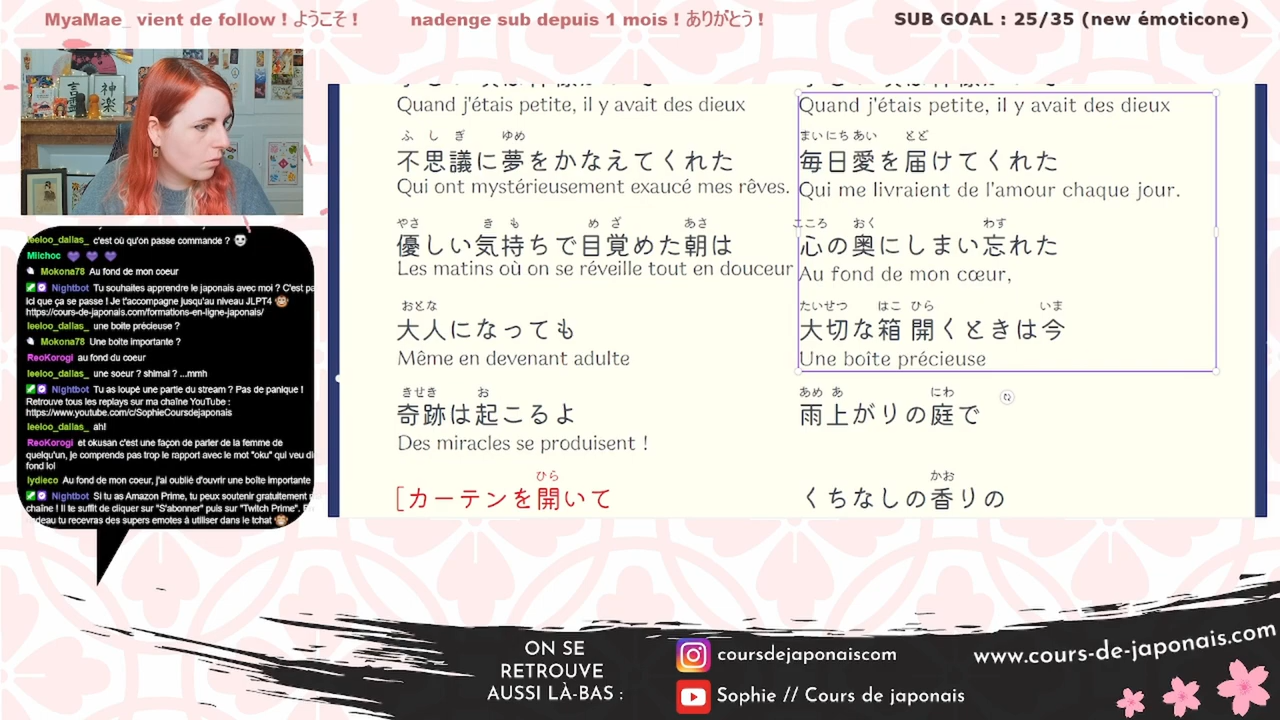 MyaMae_ vient de follow ! ようこそ !
nadenge sub depuis 1 mois ! ありがとう !
SUB GOAL : 25/35 (new émoticone)
言霊
神楽
leeloo_dallas_ c'est où qu'on passe commande ?
Milchoc
Mokona78 Au fond de mon coeur
Nightbot Tu souhaites apprendre le japonais avec moi ? C'est pa
ici que ça se passe ! Je t'accompagne jusqu'au niveau JLPT4
https://cours-de-japonais.com/formations-en-ligne-japonais/
leeloo_dallas_ une boite précieuse ?
Mokona78 Une boite importante ?
ReoKorogi au fond du coeur
leeloo_dallas_ une soeur ? shimai ? ...mmh
Nightbot Tu as loupé une partie du stream ? Pas de panique !
Retrouve tous les replays sur ma chaîne YouTube :
https://www.youtube.com/c/SophieCoursdejaponais
leeloo_dallas_ ah!
ReoKorogi et okusan c'est une façon de parler de la femme de
quelqu'un, je comprends pas trop le rapport avec le mot "oku" qui veu di
fond lol
lydieco Au fond de mon coeur, j'ai oublié d'ouvrir une boîte importante
Nightbot Si tu as Amazon Prime, tu peux soutenir gratuitement
chaîne ! Il te suffit de cliquer sur "S'abonner" puis sur "Twitch Prime".
deau tu recevras des supers emotes à utiliser dans le tchat
Quand j'étais petite, il y avait des dieux
ふ し ぎ ゆめ
不思議に夢をかなえてくれた
Qui ont mystérieusement exaucé mes rêves.
やさ き も め ざ あさ
優しい気持ちで目覚めた朝は
Les matins où on se réveille tout en douceur
おとな
大人になっても
Même en devenant adulte
きせき お
奇跡は起こるよ
Des miracles se produisent !
ひら
[カーテンを開いて
Quand j'étais petite, il y avait des dieux
まいにち あい とど
毎日愛を届けてくれた
Qui me livraient de l'amour chaque jour.
こころ おく わす
心の奥にしまい忘れた
Au fond de mon cœur,
たいせつ はこ ひら いま
大切な箱 開くときは今
Une boîte précieuse
あめ あ にわ
雨上がりの庭で
かお
くちなしの香りの
ON SE
RETROUVE
AUSSI LÀ-BAS :
coursdejaponaiscom
Sophie // Cours de japonais
www.cours-de-japonais.com